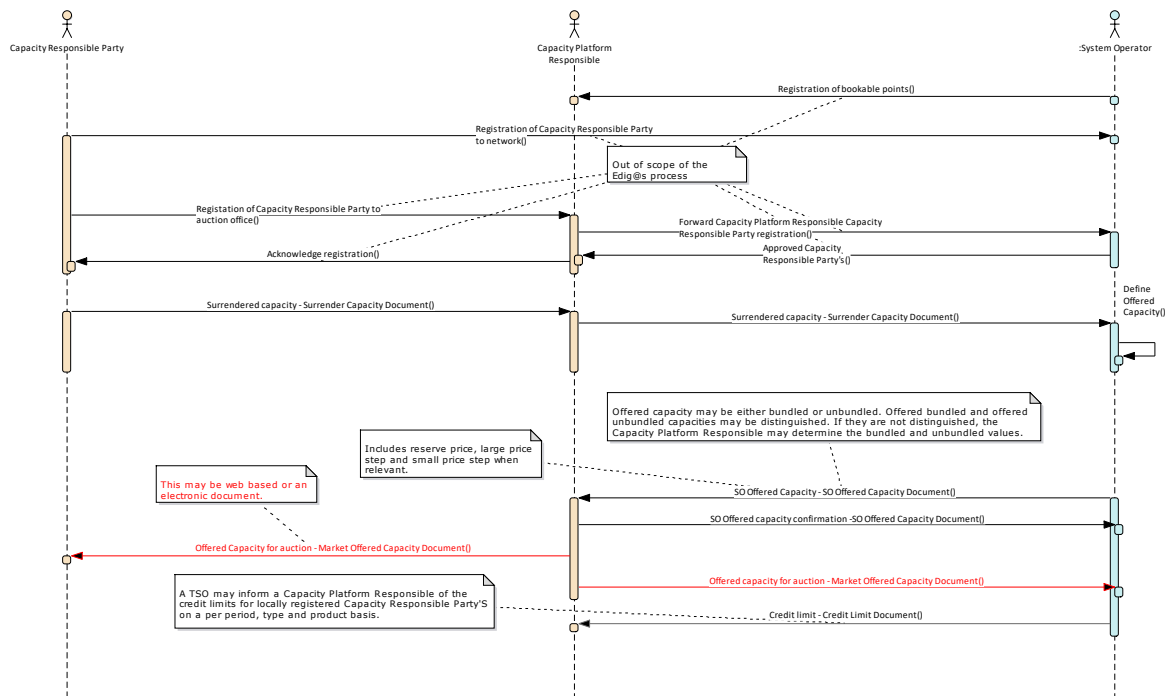 Capacity Responsible Party
Capacity Platform
Responsible
:System Operator
Registration of bookable points()
Registration of Capacity Responsible Party
to network()
Out of scope of the
Edig@s process
Registation of Capacity Responsible Party to
auction office()
Forward Capacity Platform Responsible Capacity
Responsible Party registration()
Acknowledge registration()
Approved Capacity
Responsible Party's()
Define
Offered
Capacity()
Surrendered capacity - Surrender Capacity Document()
Surrendered capacity - Surrender Capacity Document()
Offered capacity may be either bundled or unbundled. Offered bundled and offered
unbundled capacities may be distinguished. If they are not distinguished, the
Capacity Platform Responsible may determine the bundled and unbundled values.
Includes reserve price, large price
step and small price step when
relevant.
This may be web based or an
electronic document.
SO Offered Capacity - SO Offered Capacity Document()
SO Offered capacity confirmation -SO Offered Capacity Document()
Offered Capacity for auction - Market Offered Capacity Document()
Offered capacity for auction - Market Offered Capacity Document()
A TSO may inform a Capacity Platform Responsible of the
credit limits for locally registered Capacity Responsible Party'S
on a per period, type and product basis.
Credit limit - Credit Limit Document()